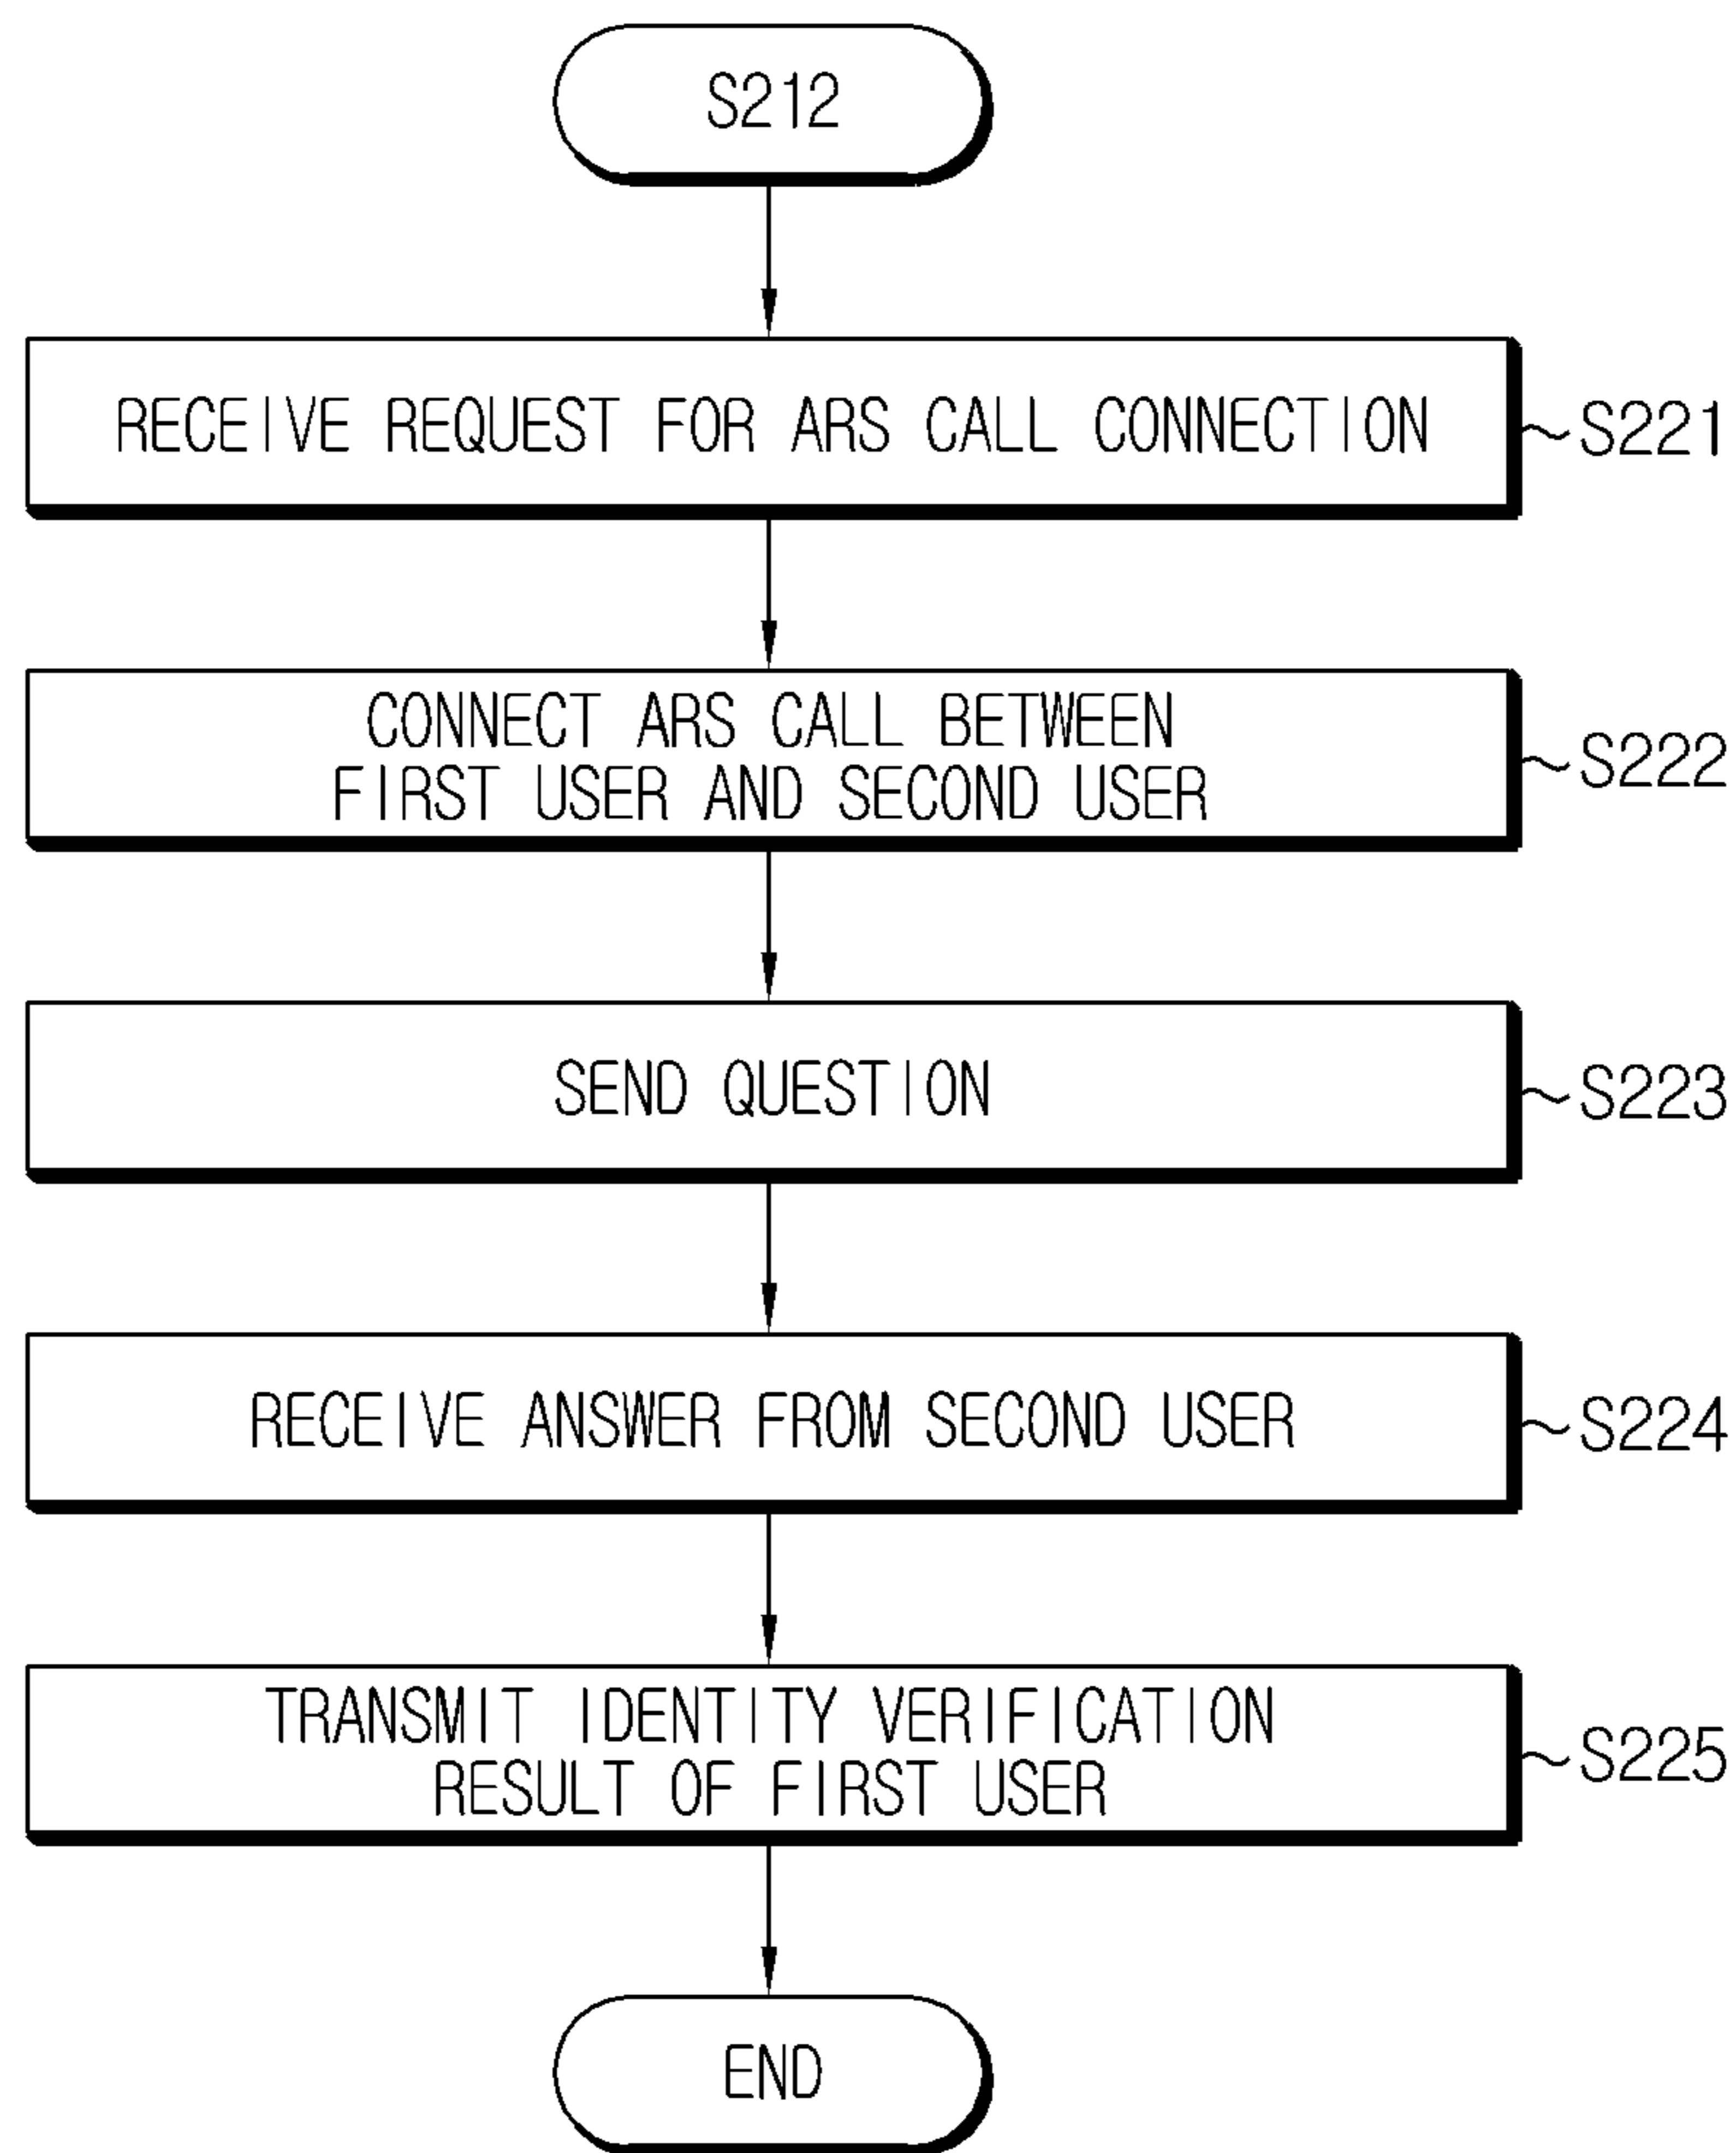 S212
RECEIVE REQUEST FOR ARS CALL CONNECTION
S221
CONNECT ARS CALL BETWEEN
FIRST USER AND SECOND USER
S222
SEND QUESTION
S223
RECEIVE ANSWER FROM SECOND USER
S224
TRANSMIT IDENTITY VERIFICATION
RESULT OF FIRST USER
S225
END